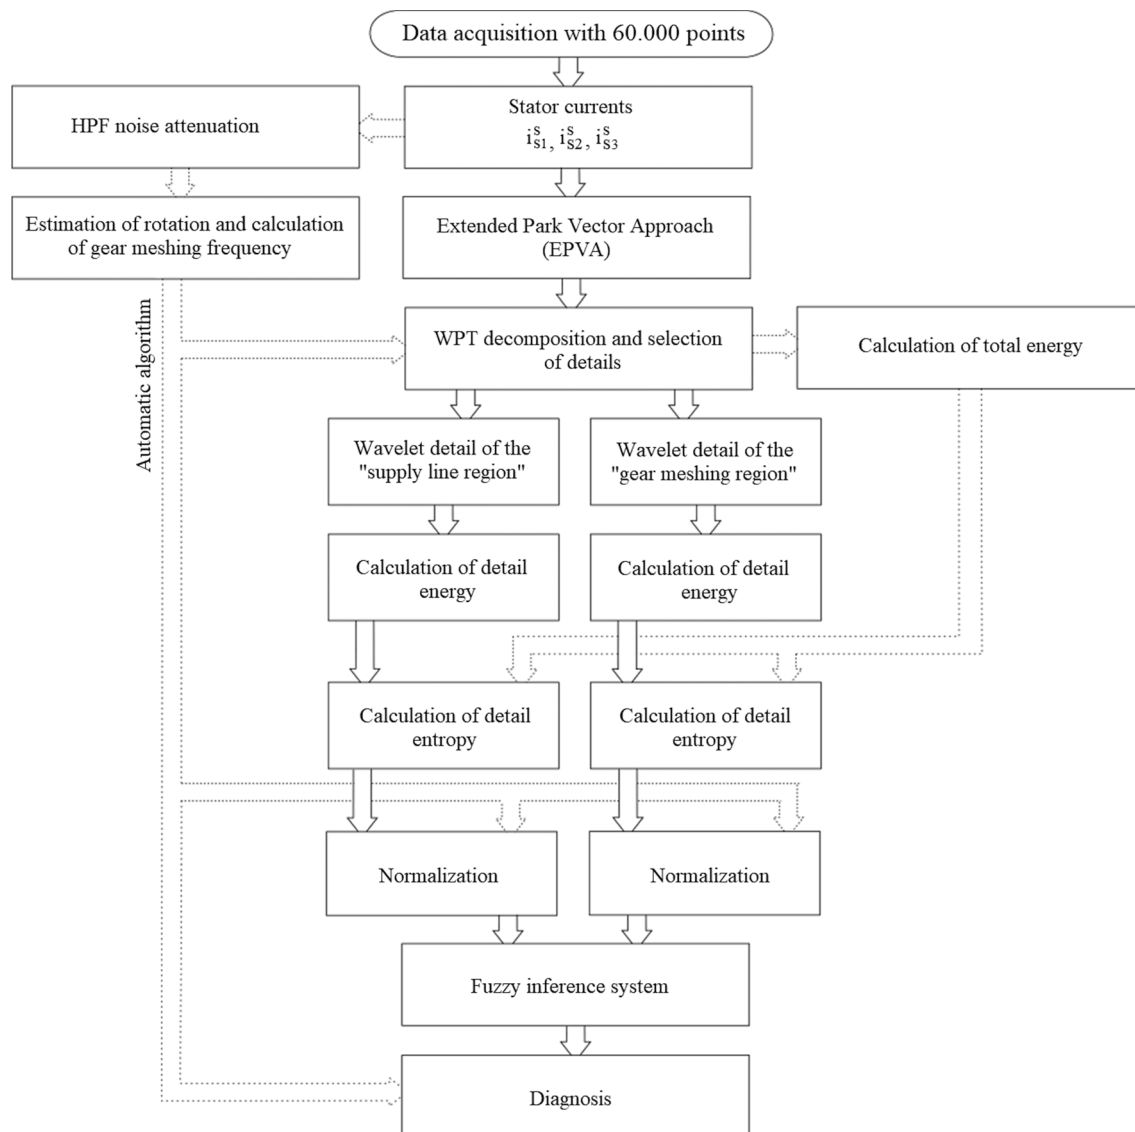 Data acquisition with 60.000 points
Stator currents
i^s_s1, i^s_s2, i^s_s3
HPF noise attenuation
Estimation of rotation and calculation
of gear meshing frequency
Extended Park Vector Approach
(EPVA)
Automatic algorithm
WPT decomposition and selection
of details
Calculation of total energy
Wavelet detail of the
"supply line region"
Wavelet detail of the
"gear meshing region"
Calculation of detail
energy
Calculation of detail
energy
Calculation of detail
entropy
Calculation of detail
entropy
Normalization
Normalization
Fuzzy inference system
Diagnosis